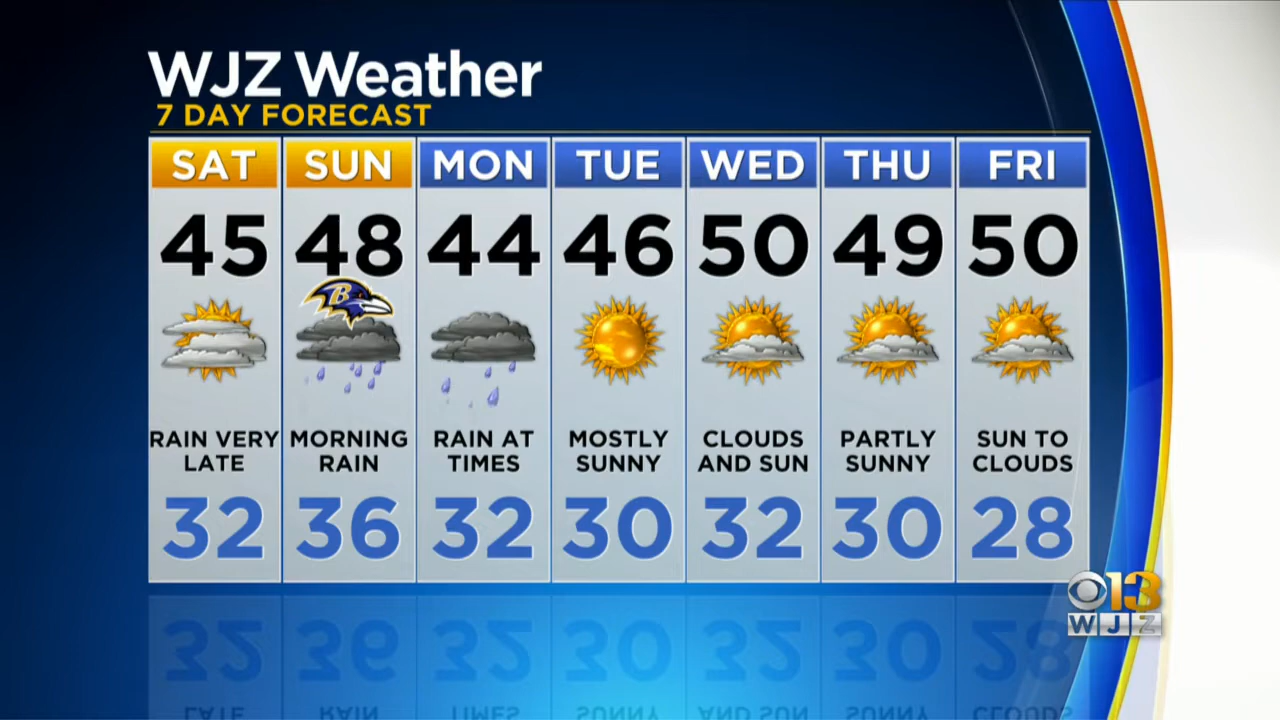 WJZ Weather
7 DAY FORECAST
SAT SUN MON TUE WED THU FRI
45 48 44 46 50 49 50
B
RAIN VERY LATE
MORNING RAIN
RAIN AT TIMES
MOSTLY SUNNY
CLOUDS AND SUN
PARTLY SUNNY
SUN TO CLOUDS
32 36 32 30 32 30 28
13
WJZ